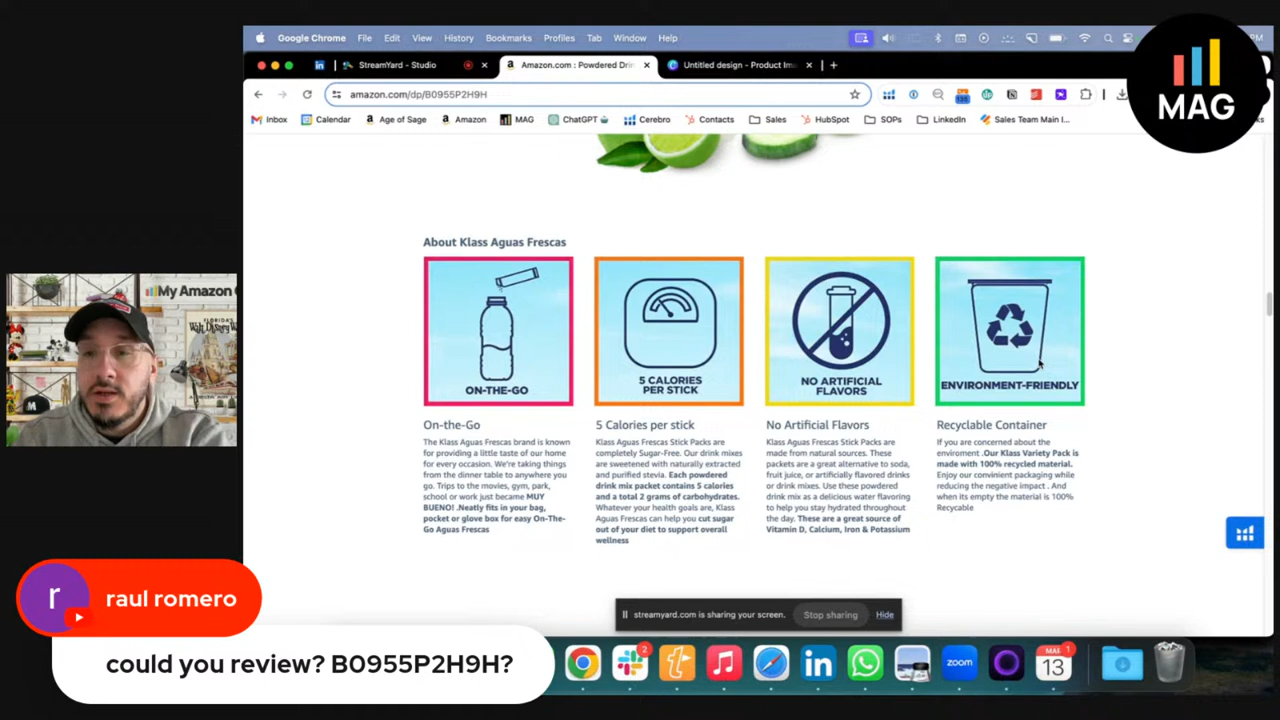 Google Chrome File Edit View History Bookmarks Profiles Tab Window Help
StreamYard - Studio
Amazon.com : Powdered Drin
Untitled design - Product Im
amazon.com/dp/B0955P2H9H
Inbox Calendar Age of Sage Amazon MAG ChatGPT Cerebro Contacts Sales HubSpot SOPs LinkedIn Sales Team Main I...
MAG
About Klass Aguas Frescas
ON-THE-GO
5 CALORIES
PER STICK
NO ARTIFICIAL
FLAVORS
ENVIRONMENT-FRIENDLY
On-the-Go
The Klass Aguas Frescas brand is known
for providing a little taste of our home
for every occasion. We're taking things
from the dinner table to anywhere you
go. Trips to the movies, gym, park,
school or work just became MUY
BUENO! .Neatly fits in your bag,
pocket or glove box for easy On-The-
Go Aguas Frescas
5 Calories per stick
Klass Aguas Frescas Stick Packs are
completely Sugar-Free. Our drink mixes
are sweetened with naturally extracted
and purified stevia. Each powdered
drink mix packet contains 5 calories
and a total 2 grams of carbohydrates.
Whatever your health goals are, Klass
Aguas Frescas can help you cut sugar
out of your diet to support overall
wellness
No Artificial Flavors
Klass Aguas Frescas Stick Packs are
made from natural sources. These
packets are a great alternative to soda,
fruit juice, or artificially flavored drinks
or drink mixes. Use these powdered
drink mix as a delicious water flavoring
to help you stay hydrated throughout
the day. These are a great source of
Vitamin D, Calcium, Iron & Potassium
Recyclable Container
If you are concerned about the
enviroment .Our Klass Variety Pack is
made with 100% recycled material.
Enjoy our convinient packaging while
reducing the negative impact . And
when its empty the material is 100%
Recycable
My Amazon
r
raul romero
could you review? B0955P2H9H?
streamyard.com is sharing your screen. Stop sharing Hide
2
zoom
MAR
13
1